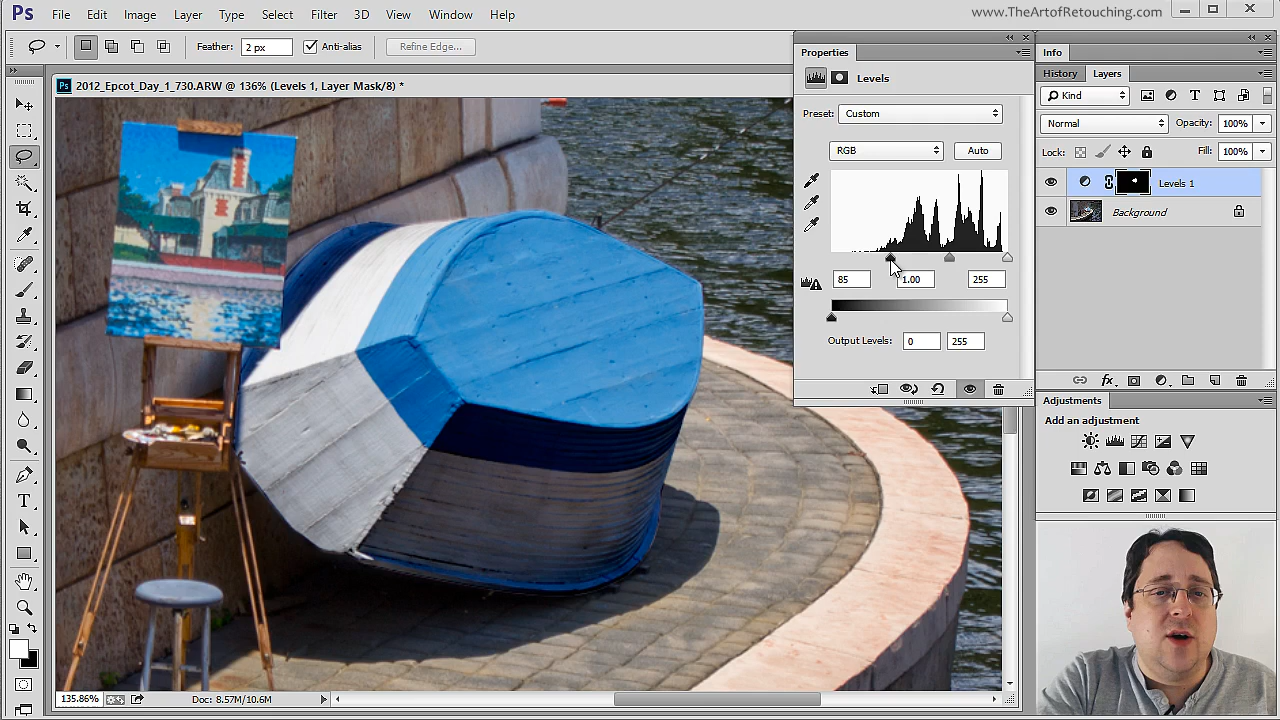 Ps File Edit Image Layer Type Select Filter 3D View Window Help
www.TheArtofRetouching.com
Feather: 2 px Anti-alias Refine Edge...
2012_Epcot_Day_1_730.ARW @ 136% (Levels 1, Layer Mask/8) *
Properties
Levels
Preset: Custom
RGB Auto
85 1.00 255
Output Levels: 0 255
Info
History Layers
Kind
Normal Opacity: 100%
Lock: Fill: 100%
Levels 1
Background
Adjustments
Add an adjustment
135.86% Doc: 8.57M/10.6M